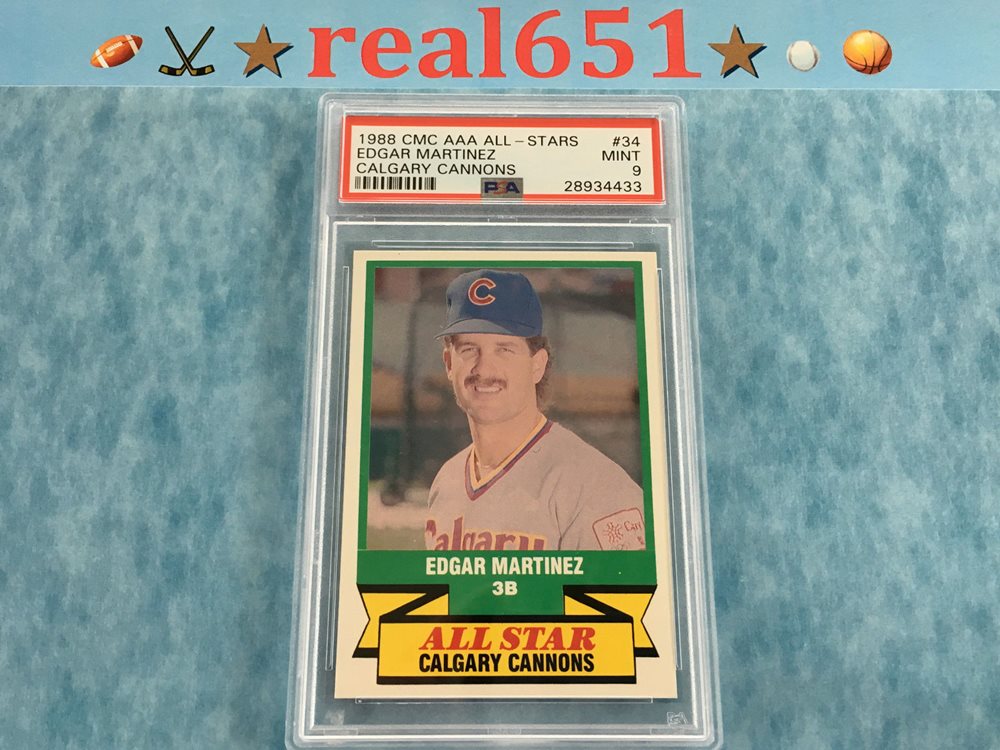 real651
1988 CMC AAA ALL-STARS #34
EDGAR MARTINEZ MINT
CALGARY CANNONS 9
PSA 28934433
C
Calgary
EDGAR MARTINEZ
3B
ALL STAR
CALGARY CANNONS
PSA